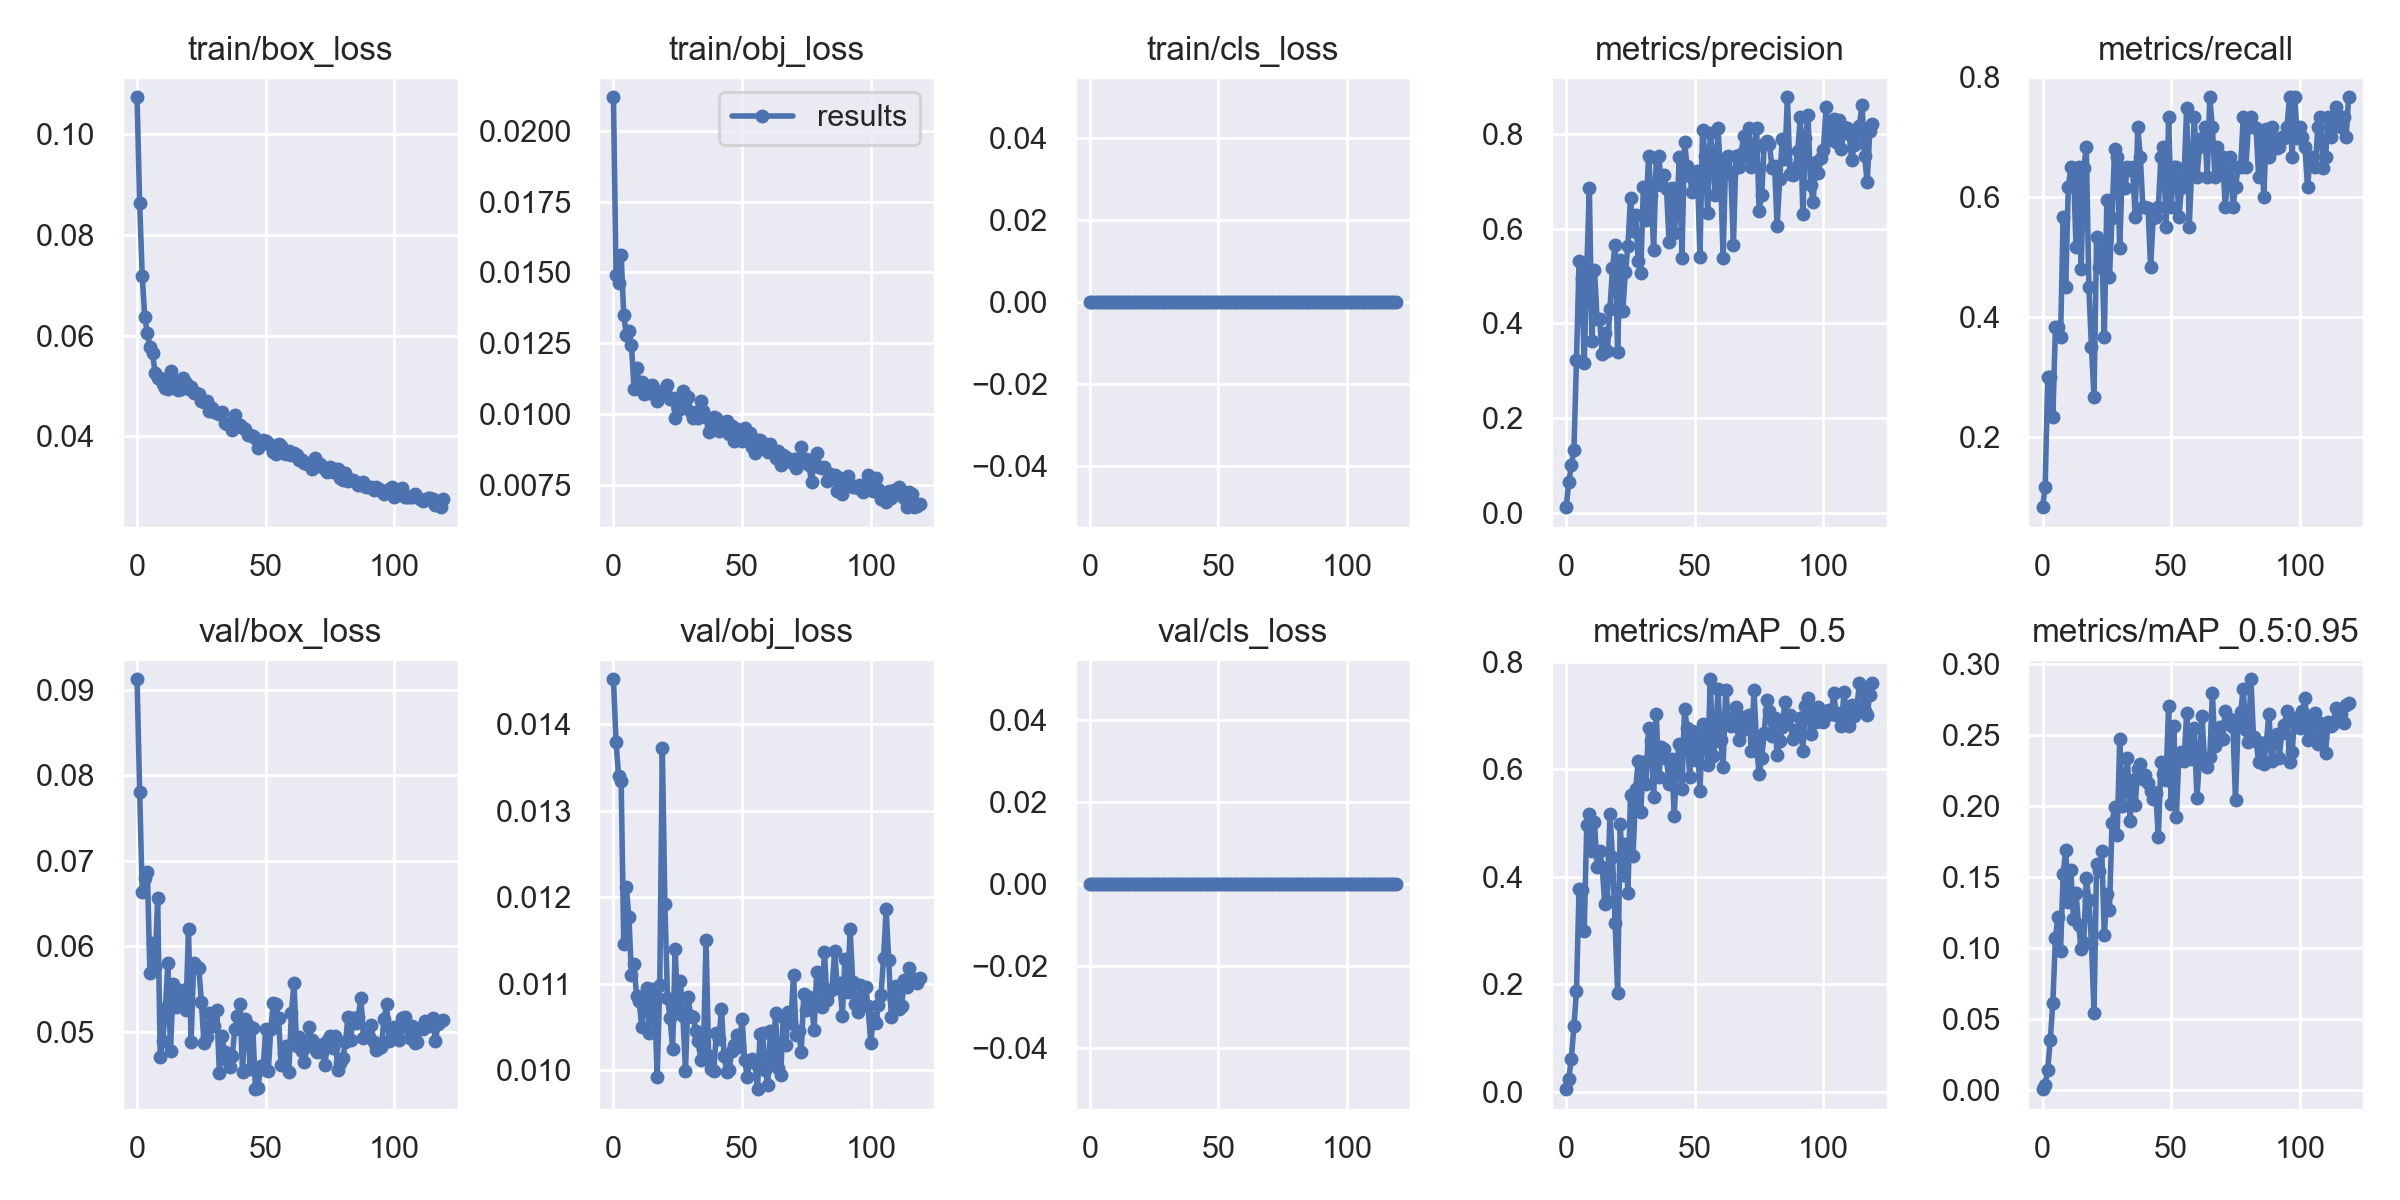 train/box_loss
0.10
0.08
0.06
0.04
0 50 100
train/obj_loss
results
0.0200
0.0175
0.0150
0.0125
0.0100
0.0075
0 50 100
train/cls_loss
0.04
0.02
0.00
−0.02
−0.04
0 50 100
metrics/precision
0.8
0.6
0.4
0.2
0.0
0 50 100
metrics/recall
0.8
0.6
0.4
0.2
0 50 100
val/box_loss
0.09
0.08
0.07
0.06
0.05
0 50 100
val/obj_loss
0.014
0.013
0.012
0.011
0.010
0 50 100
val/cls_loss
0.04
0.02
0.00
−0.02
−0.04
0 50 100
metrics/mAP_0.5
0.8
0.6
0.4
0.2
0.0
0 50 100
metrics/mAP_0.5:0.95
0.30
0.25
0.20
0.15
0.10
0.05
0.00
0 50 100